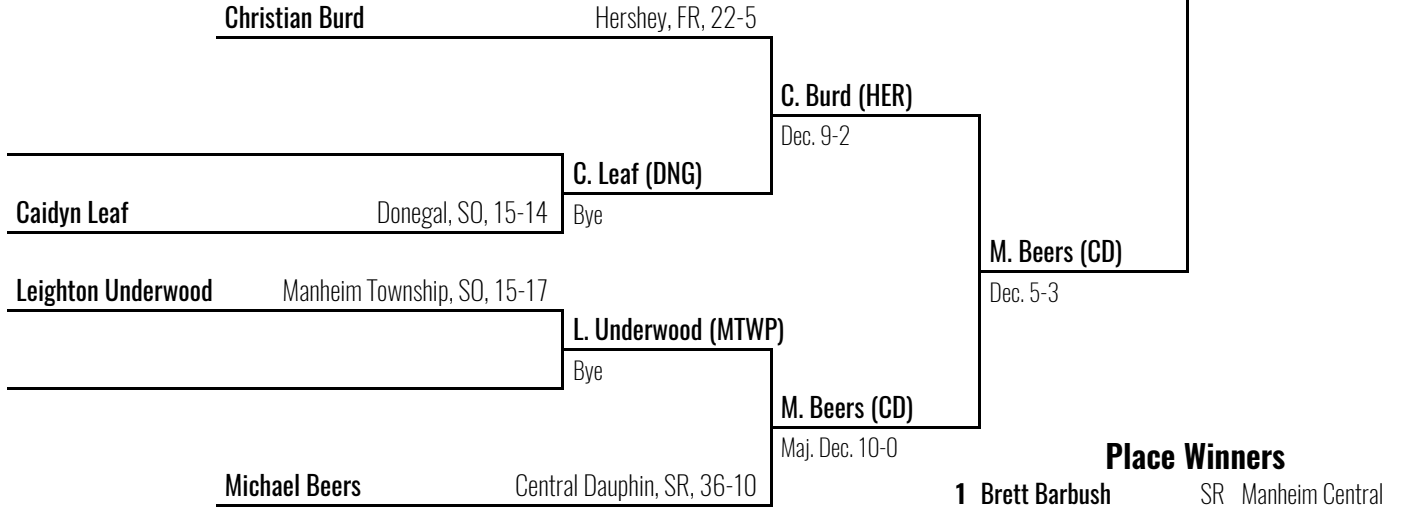 Christian Burd Hershey, FR, 22-5
C. Burd (HER)
Dec. 9-2
C. Leaf (DNG)
Caidyn Leaf Donegal, SO, 15-14 Bye
M. Beers (CD)
Leighton Underwood Manheim Township, SO, 15-17 Dec. 5-3
L. Underwood (MTWP)
Bye
M. Beers (CD)
Maj. Dec. 10-0
Place Winners
Michael Beers Central Dauphin, SR, 36-10
1 Brett Barbush SR Manheim Central